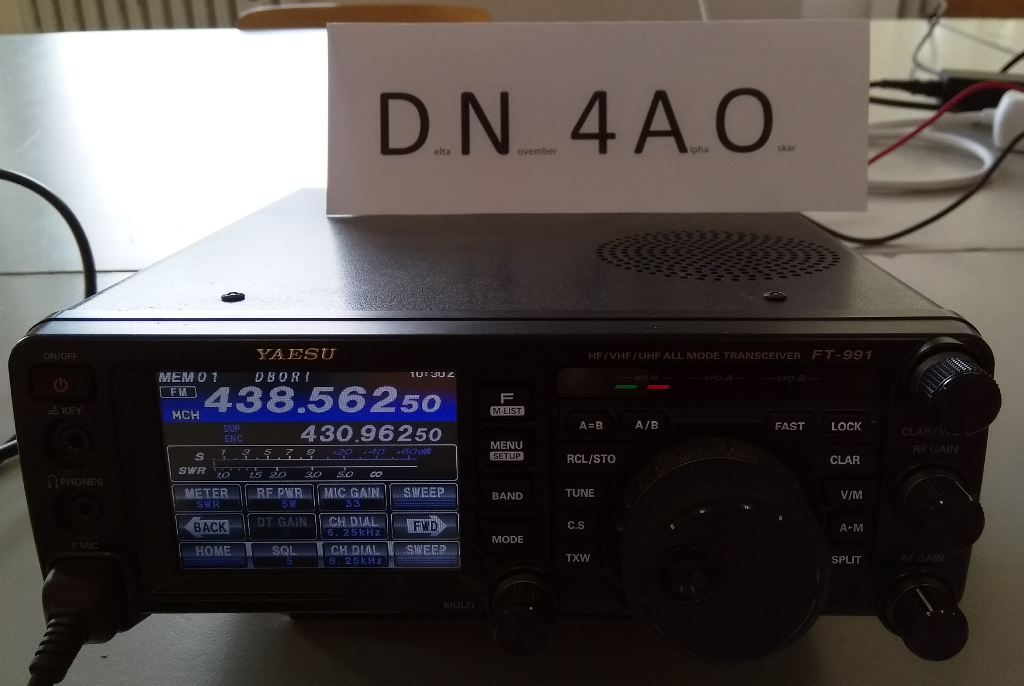 DN 4AO
elta ovember lpha skar
ON/OFF
YAESU
HF/VHF/UHF ALL MODE TRANSCEIVER FT-991
MEM01 DB0RT
FM
438.56250
MCH
DUP
ENC
430.96250
S 1 3 5 7 9 +20 +40 +60dB
SWR 1.0 1.5 2.0 3.0 5.0 ∞
METER RF PWR MIC GAIN SWEEP
SWR 5W 33
BACK DT GAIN CH DIAL FWD
6.25kHz
HOME SQL CH DIAL SWEEP
5 6.25kHz
KEY
PHONES
MIC
F
M-LIST
MENU
SETUP
BAND
MODE
MULTI
MEM VFO-A VFO-B
A=B A/B FAST LOCK
RCL/STO CLAR
TUNE V/M
C.S A▸M
TXW SPLIT
RF GAIN
AF GAIN